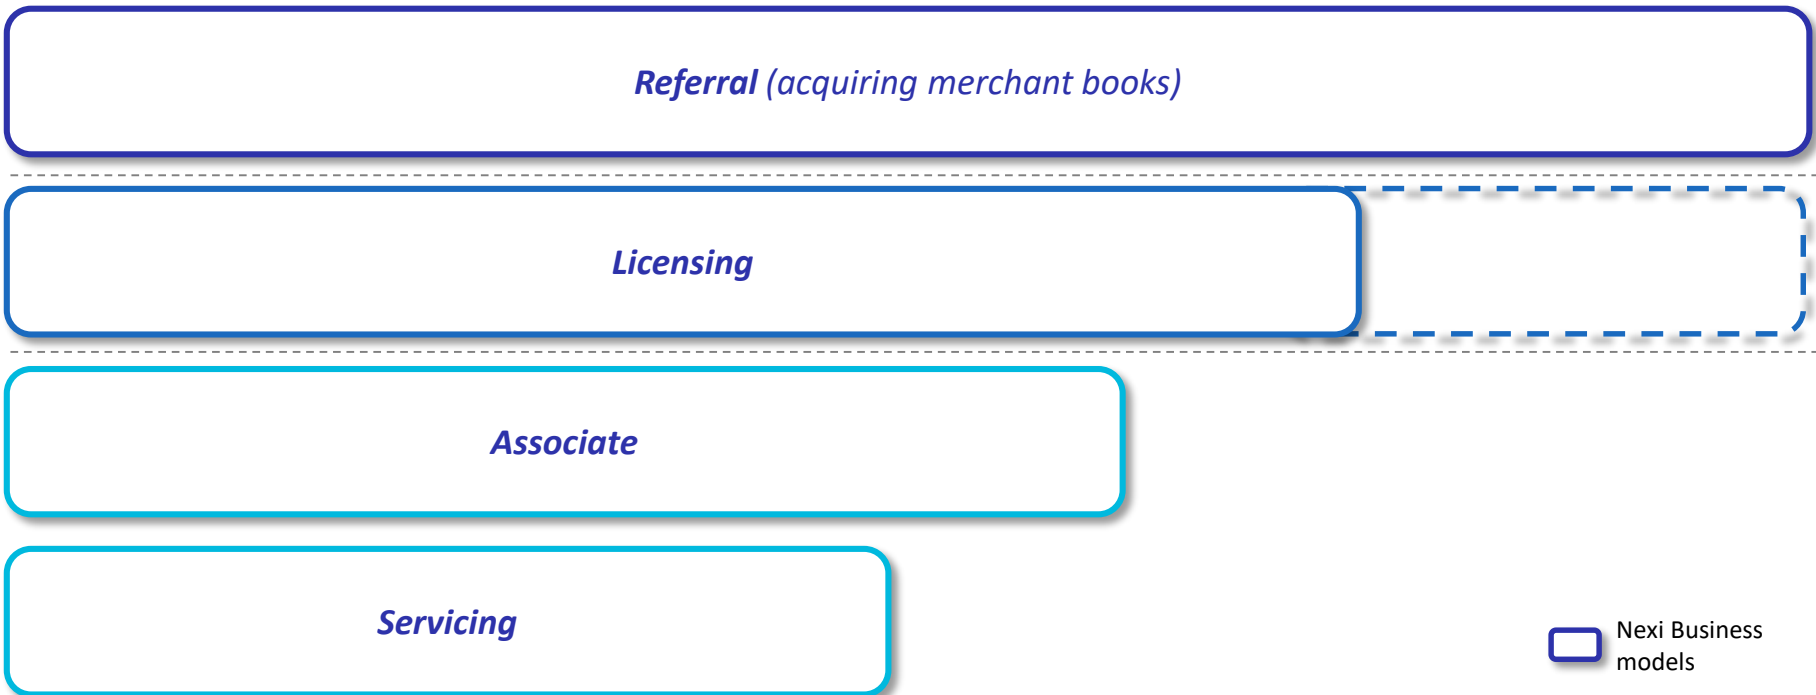 Referral (acquiring merchant books)
Licensing
Associate
Servicing
Nexi Business
models